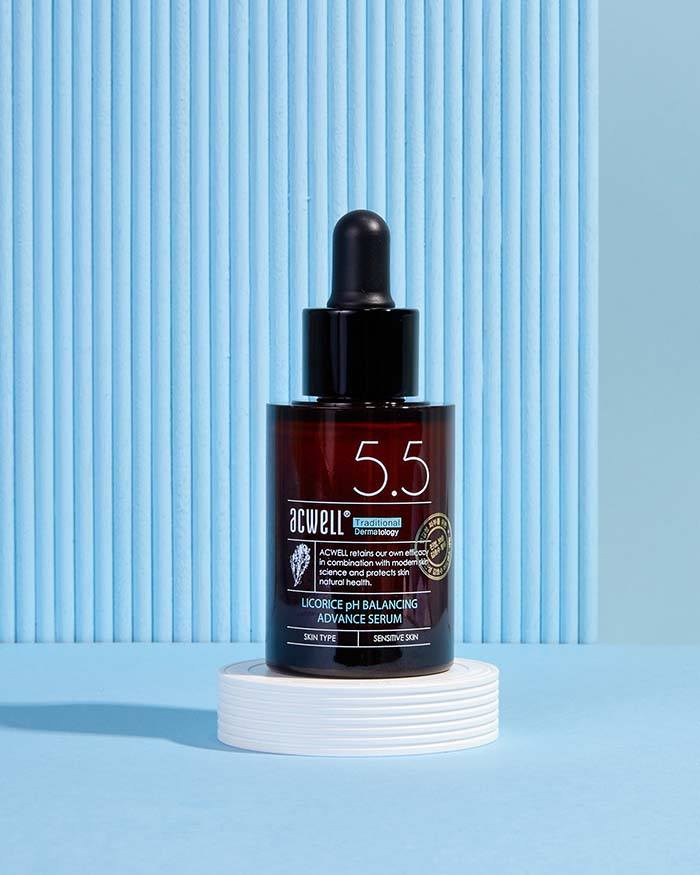 5.5
acwell® Traditional
Dermatology
ACWELL retains our own efficacy
in combination with modern skin
science and protects skin
natural health.
LICORICE pH BALANCING
ADVANCE SERUM
SKIN TYPE SENSITIVE SKIN